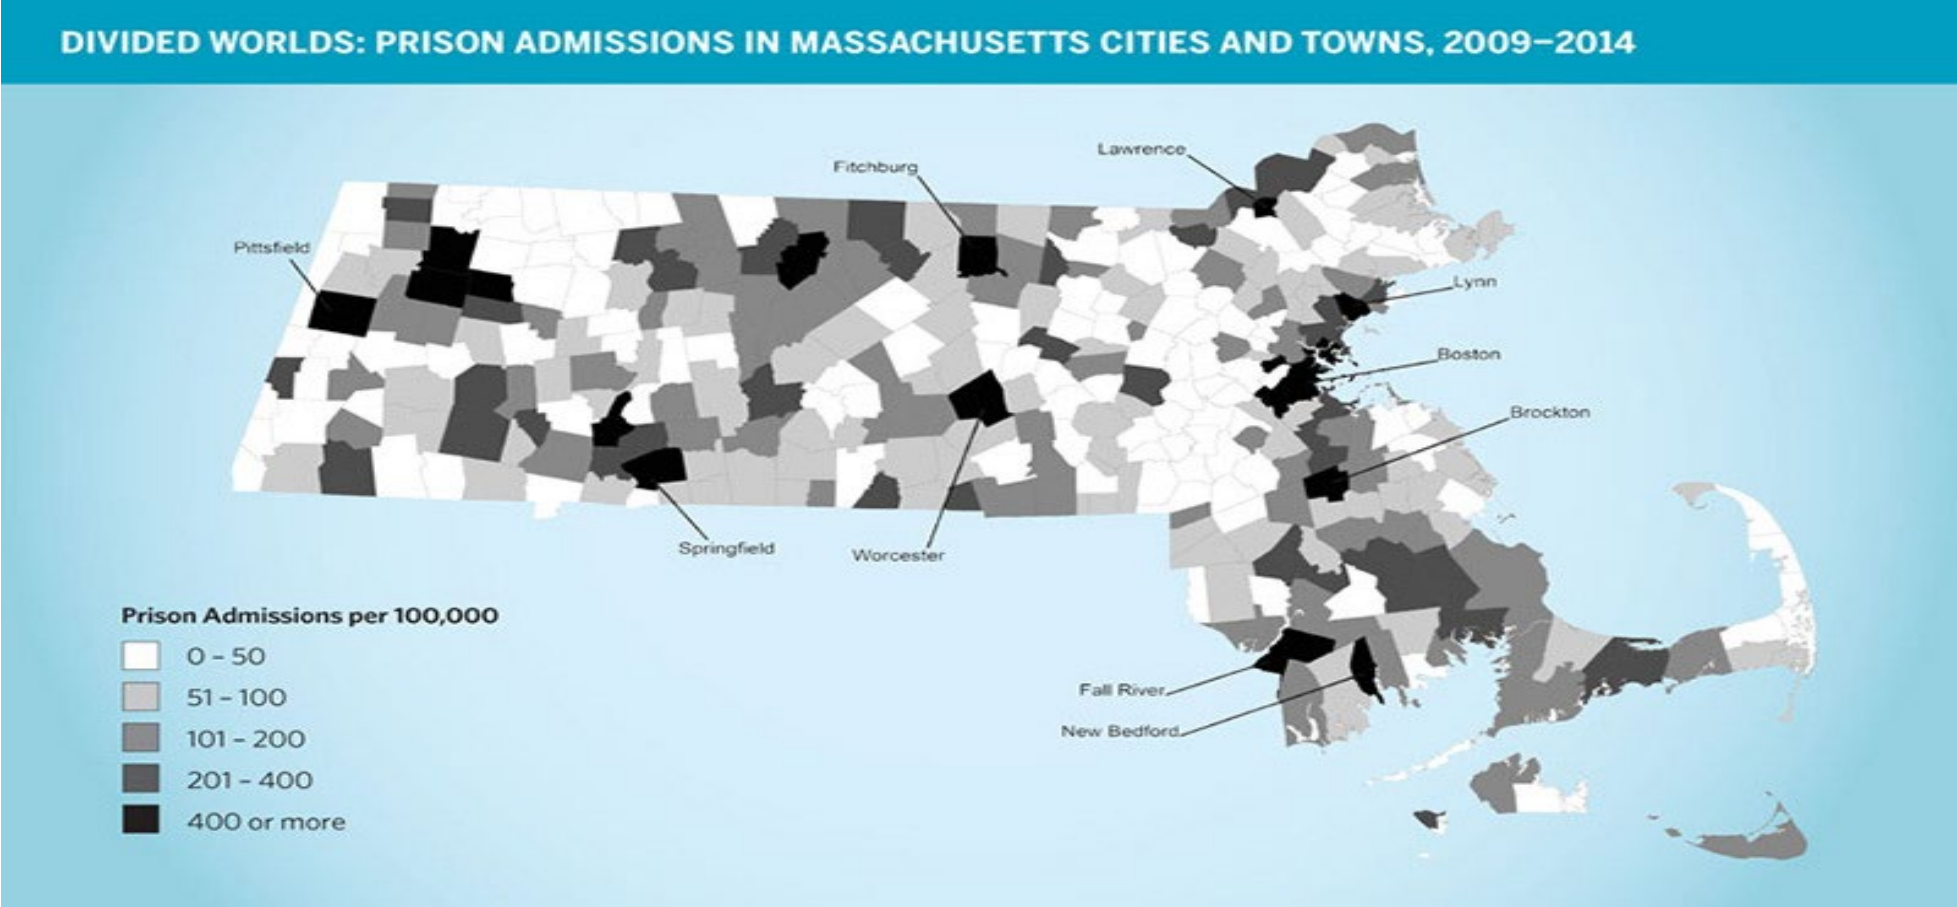 DIVIDED WORLDS: PRISON ADMISSIONS IN MASSACHUSETTS CITIES AND TOWNS, 2009–2014
Lawrence
Fitchburg
Pittsfield
Lynn
Boston
Brockton
Springfield
Worcester
Prison Admissions per 100,000
0 – 50
51 – 100
101 – 200
201 – 400
400 or more
Fall River
New Bedford